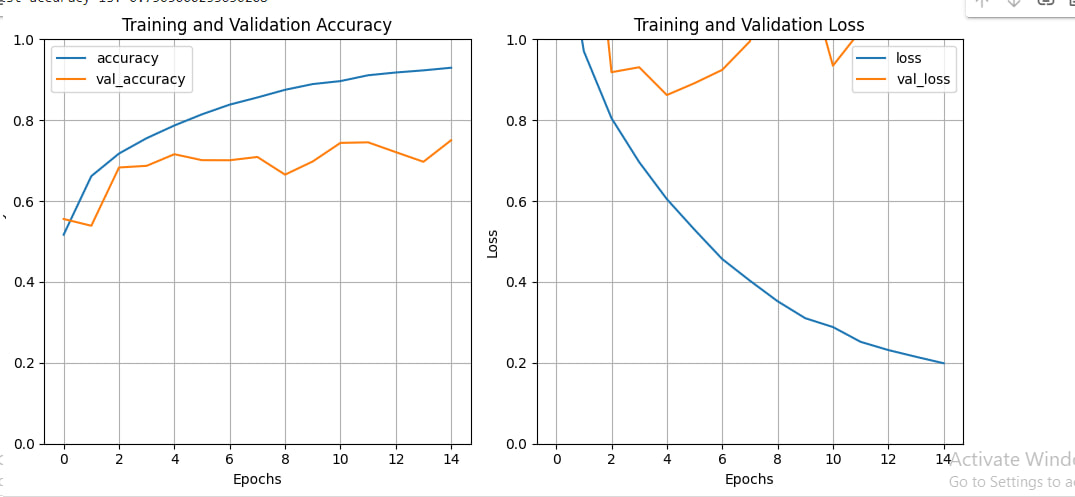 Training and Validation Accuracy
Training and Validation Loss
1.0
0.8
0.6
0.4
0.2
0.0
accuracy
val_accuracy
0 2 4 6 8 10 12 14
Epochs
Loss
1.0
0.8
0.6
0.4
0.2
0.0
loss
val_loss
0 2 4 6 8 10 12 14
Epochs
Activate Windo
Go to Settings to a